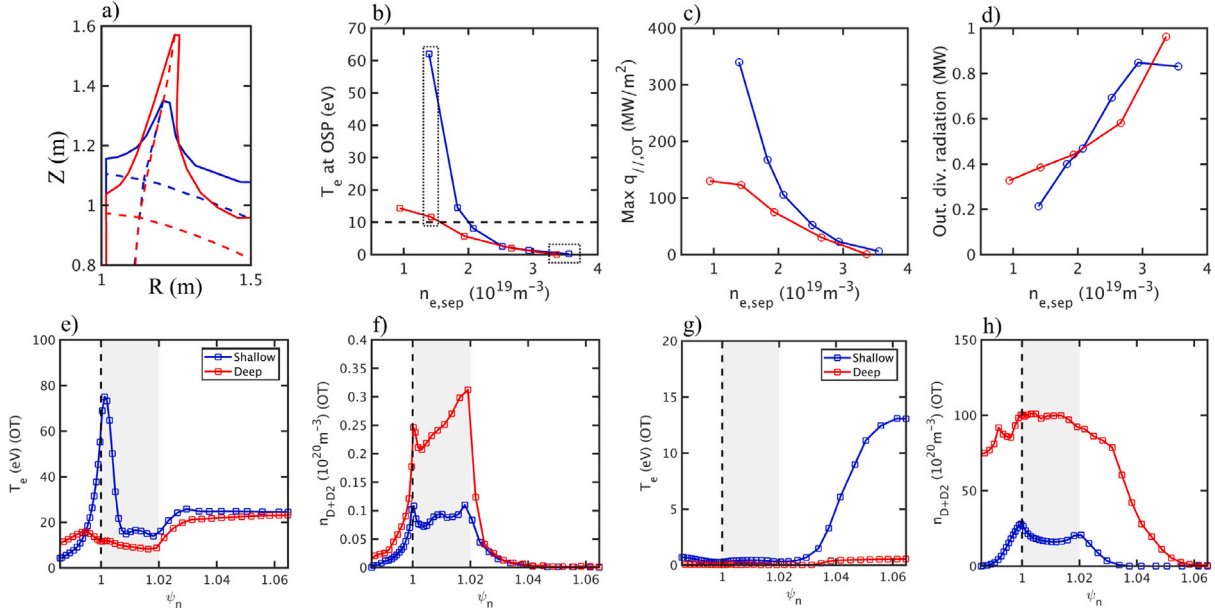 a)
1.6
1.4
1.2
1
0.8
Z (m)
1
1.5
R (m)
b)
70
60
50
40
30
20
10
0
T_e at OSP (eV)
1
2
3
4
n_e,sep (10^19 m^-3)
c)
400
300
200
100
0
Max q_//,OT (MW/m^2)
1
2
3
4
n_e,sep (10^19 m^-3)
d)
1
0.8
0.6
0.4
0.2
0
Out. div. radiation (MW)
1
2
3
4
n_e,sep (10^19 m^-3)
e)
100
80
60
40
20
0
T_e (eV) (OT)
Shallow
Deep
1
1.02
1.04
1.06
ψ_n
f)
0.4
0.35
0.3
0.25
0.2
0.15
0.1
0.05
0
n_D+D2 (10^20 m^-3) (OT)
1
1.02
1.04
1.06
ψ_n
g)
20
15
10
5
0
T_e (eV) (OT)
Shallow
Deep
1
1.02
1.04
1.06
ψ_n
h)
150
100
50
0
n_D+D2 (10^20 m^-3) (OT)
1
1.02
1.04
1.06
ψ_n